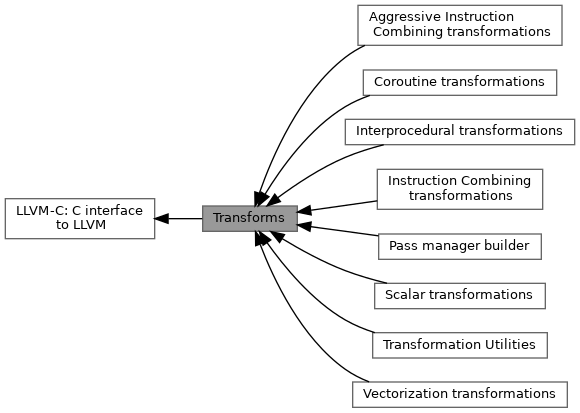 Aggressive Instruction
Combining transformations
Coroutine transformations
Interprocedural transformations
Instruction Combining
transformations
LLVM-C: C interface
to LLVM
Transforms
Pass manager builder
Scalar transformations
Transformation Utilities
Vectorization transformations